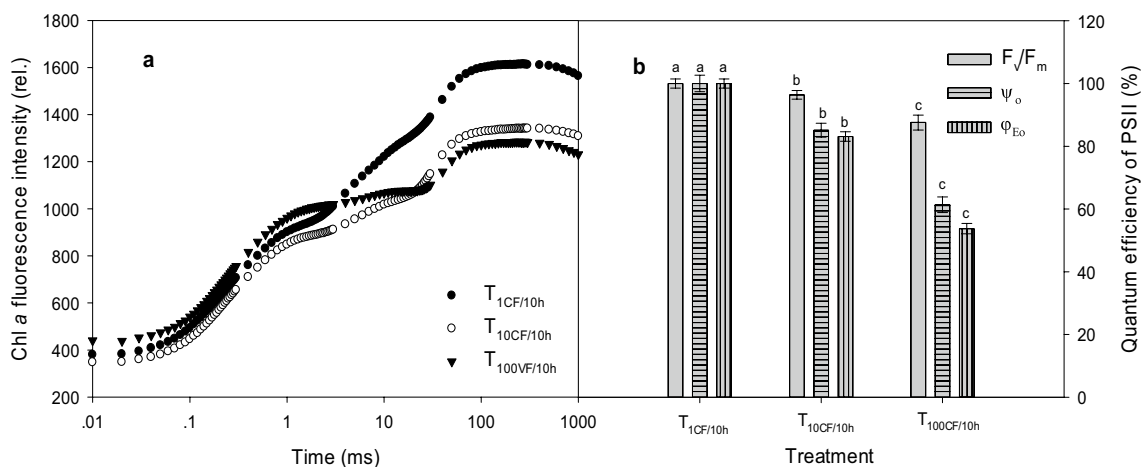 a
Chl a fluorescence intensity (rel.)
1800
1600
1400
1200
1000
800
600
400
200
.01
.1
1
10
100
1000
Time (ms)
T1CF/10h
T10CF/10h
T100VF/10h
b
Fv/Fm
ψo
φEo
a a a
b
b b
c
c
c
120
100
80
60
40
20
0
Quantum efficiency of PSII (%)
T1CF/10h
T10CF/10h
T100CF/10h
Treatment